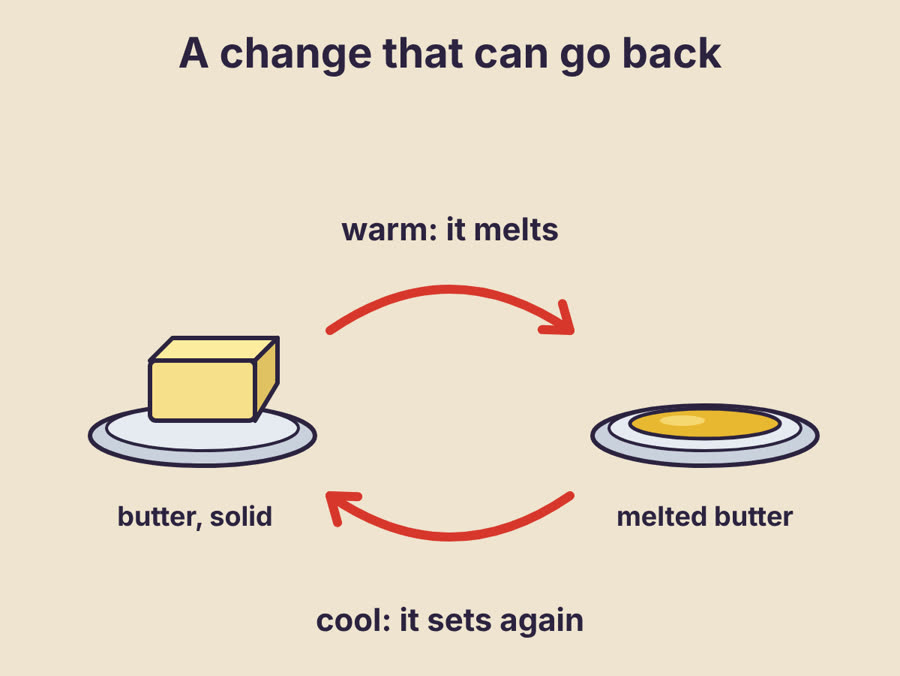 A change that can go back
warm: it melts
butter, solid
melted butter
cool: it sets again